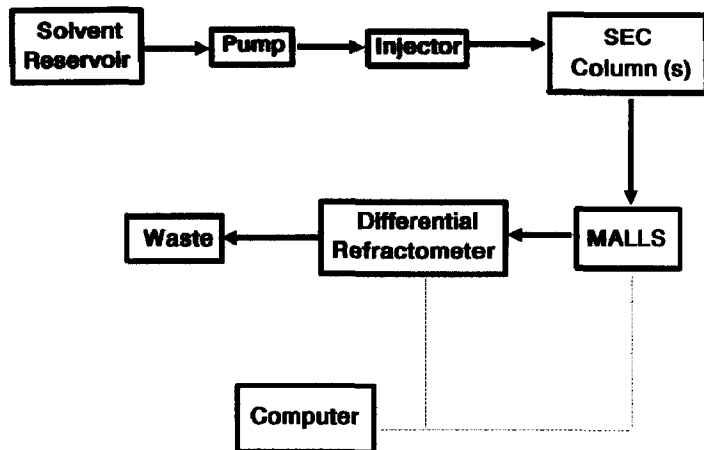 Solvent
Reservoir
Pump
Injector
SEC
Column (s)
Waste
Differential
Refractometer
MALLS
Computer